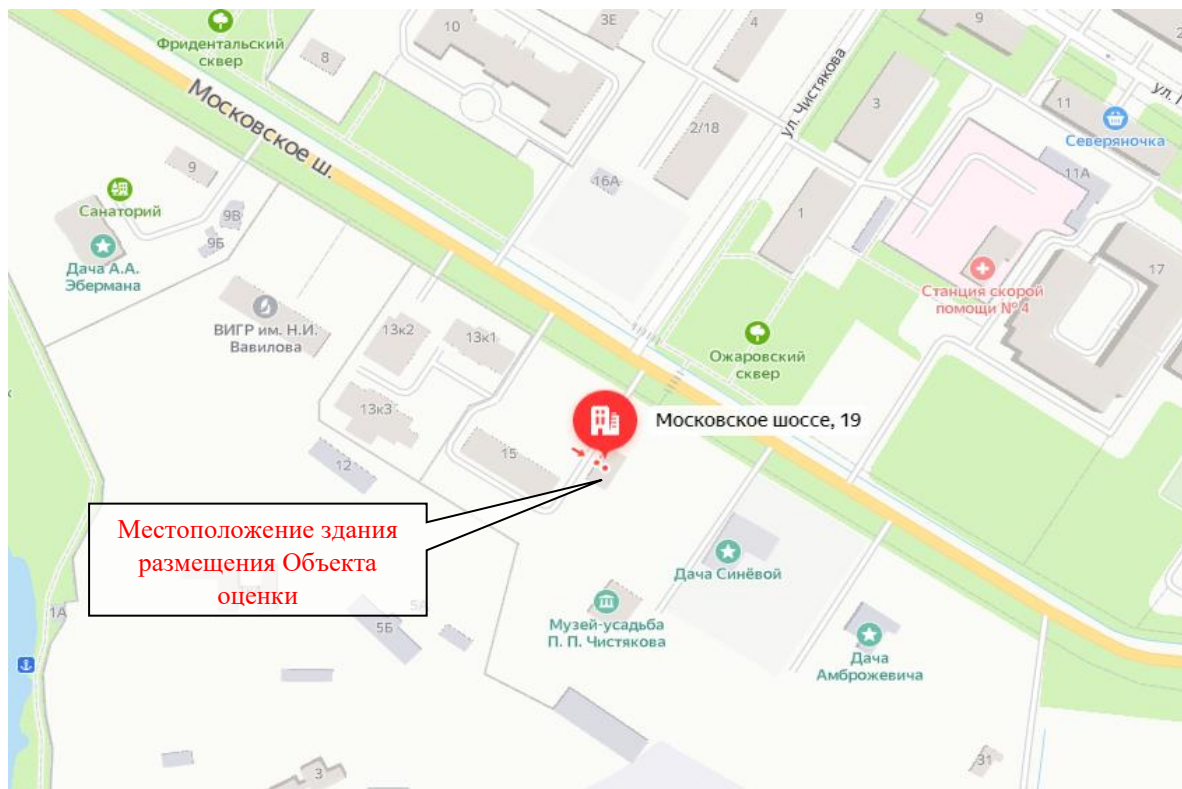 10
3Е
4
9
2
Фридентальский
сквер
8
Московское ш.
ул. Чистякова
3
11
ул.
Северяночка
2/18
9
16А
11А
Санаторий
9В
9Б
1
Дача А.А.
Эбермана
17
Станция скорой
помощи № 4
ВИГР им. Н.И.
Вавилова
13к2
13к1
Ожаровский
сквер
13к3
Московское шоссе, 19
15
12
Местоположение здания
размещения Объекта
оценки
Дача Синёвой
1А
5А
5Б
Музей-усадьба
П. П. Чистякова
Дача
Амброжевича
31
3